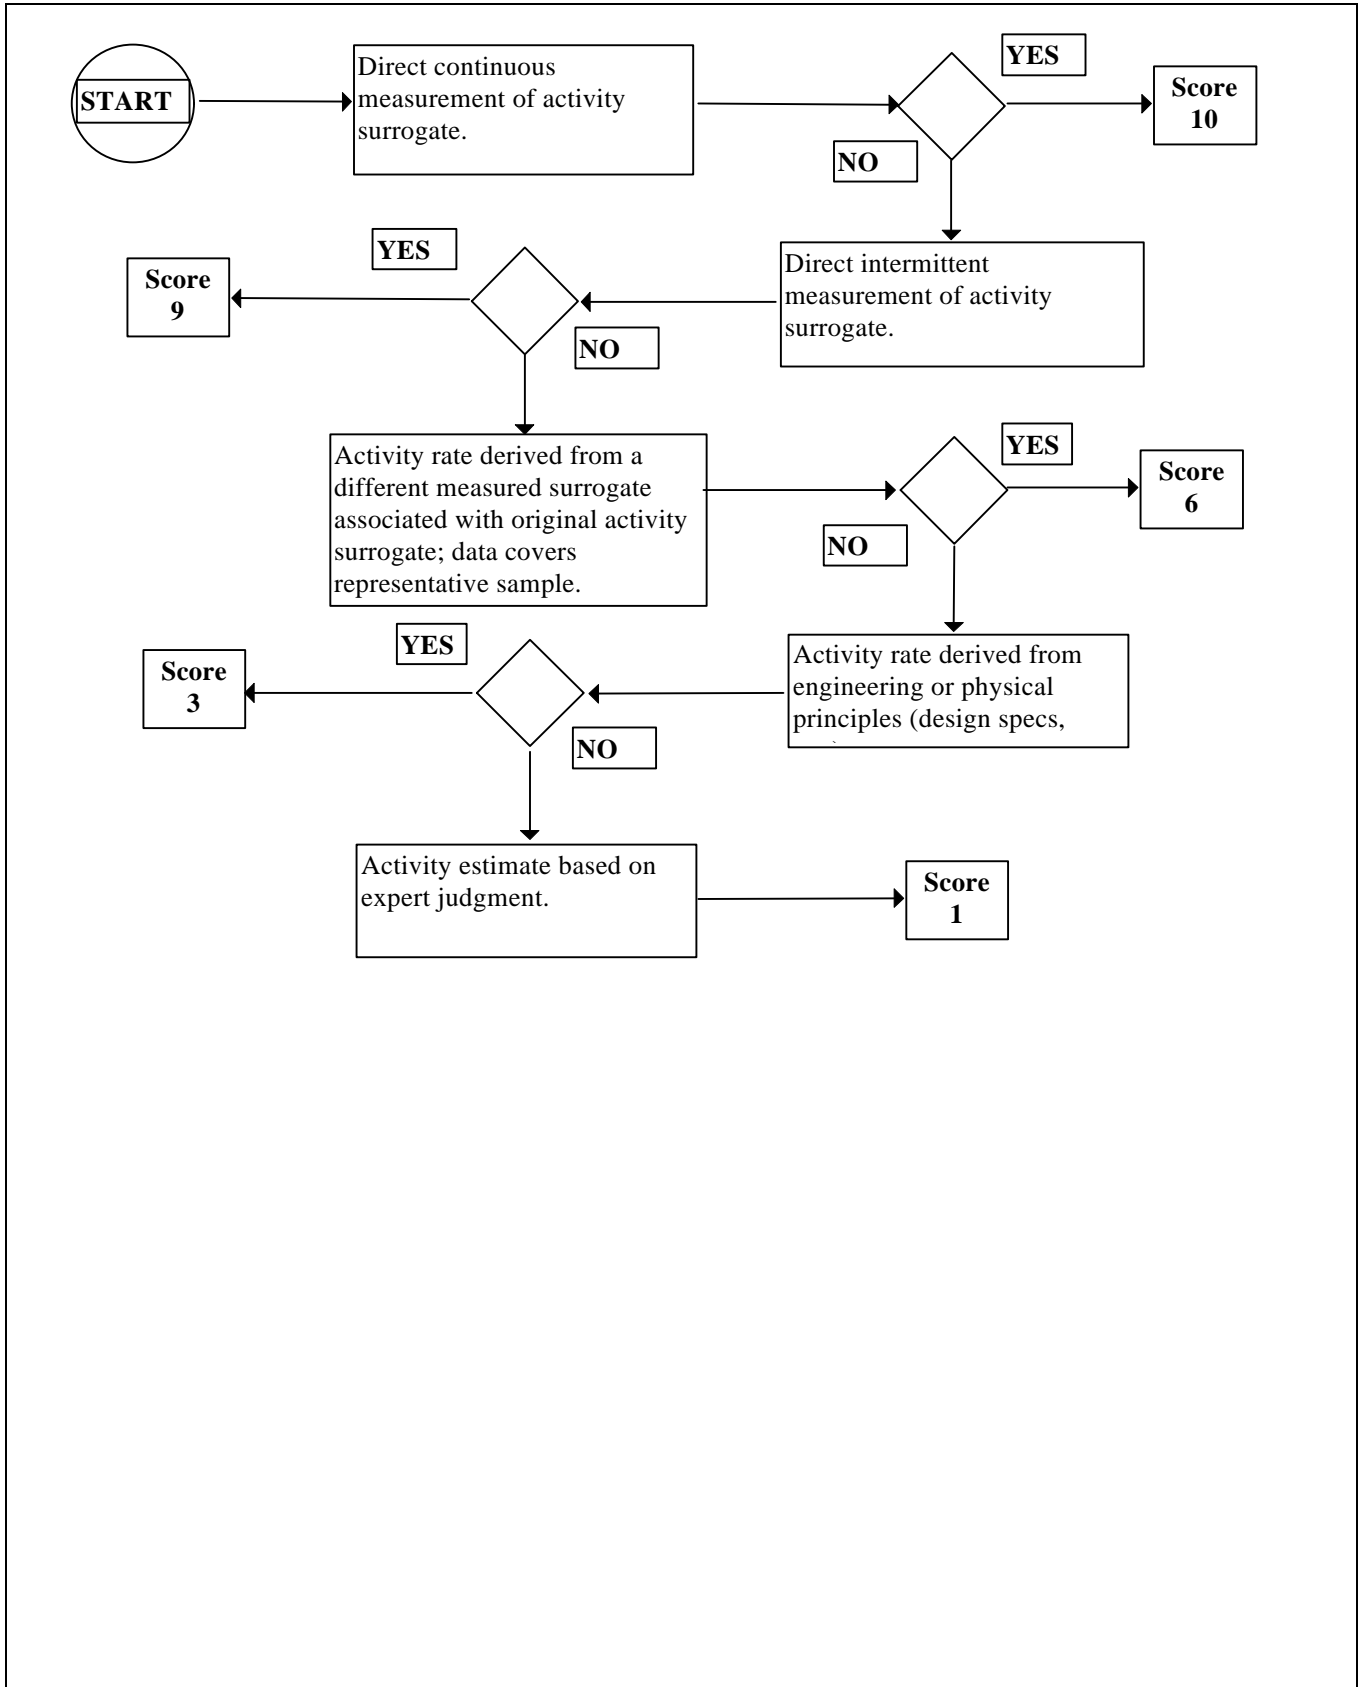 START
Direct continuous
measurement of activity
surrogate.
YES
Score
10
NO
Direct intermittent
measurement of activity
surrogate.
YES
Score
9
NO
Activity rate derived from a
different measured surrogate
associated with original activity
surrogate; data covers
representative sample.
YES
Score
6
NO
Activity rate derived from
engineering or physical
principles (design specs,
YES
Score
3
NO
Activity estimate based on
expert judgment.
Score
1